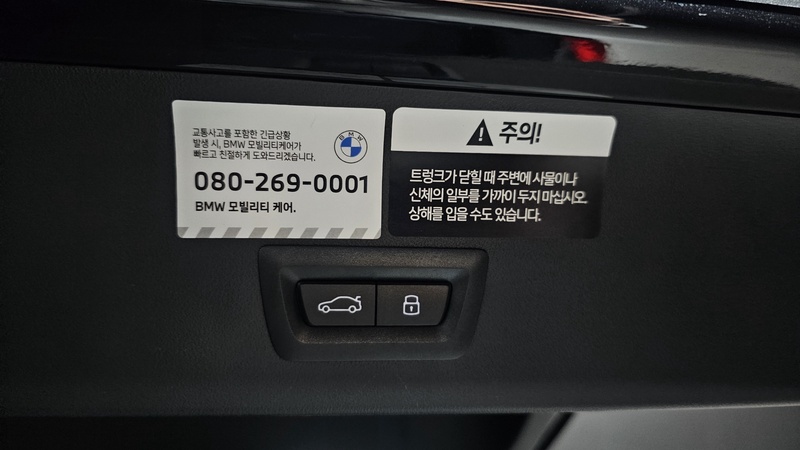 교통사고를 포함한 긴급상황
발생 시, BMW 모빌리티케어가
빠르고 친절하게 도와드리겠습니다.
BMW
080-269-0001
BMW 모빌리티 케어.
주의!
트렁크가 닫힐 때 주변에 사물이나
신체의 일부를 가까이 두지 마십시오.
상해를 입을 수도 있습니다.